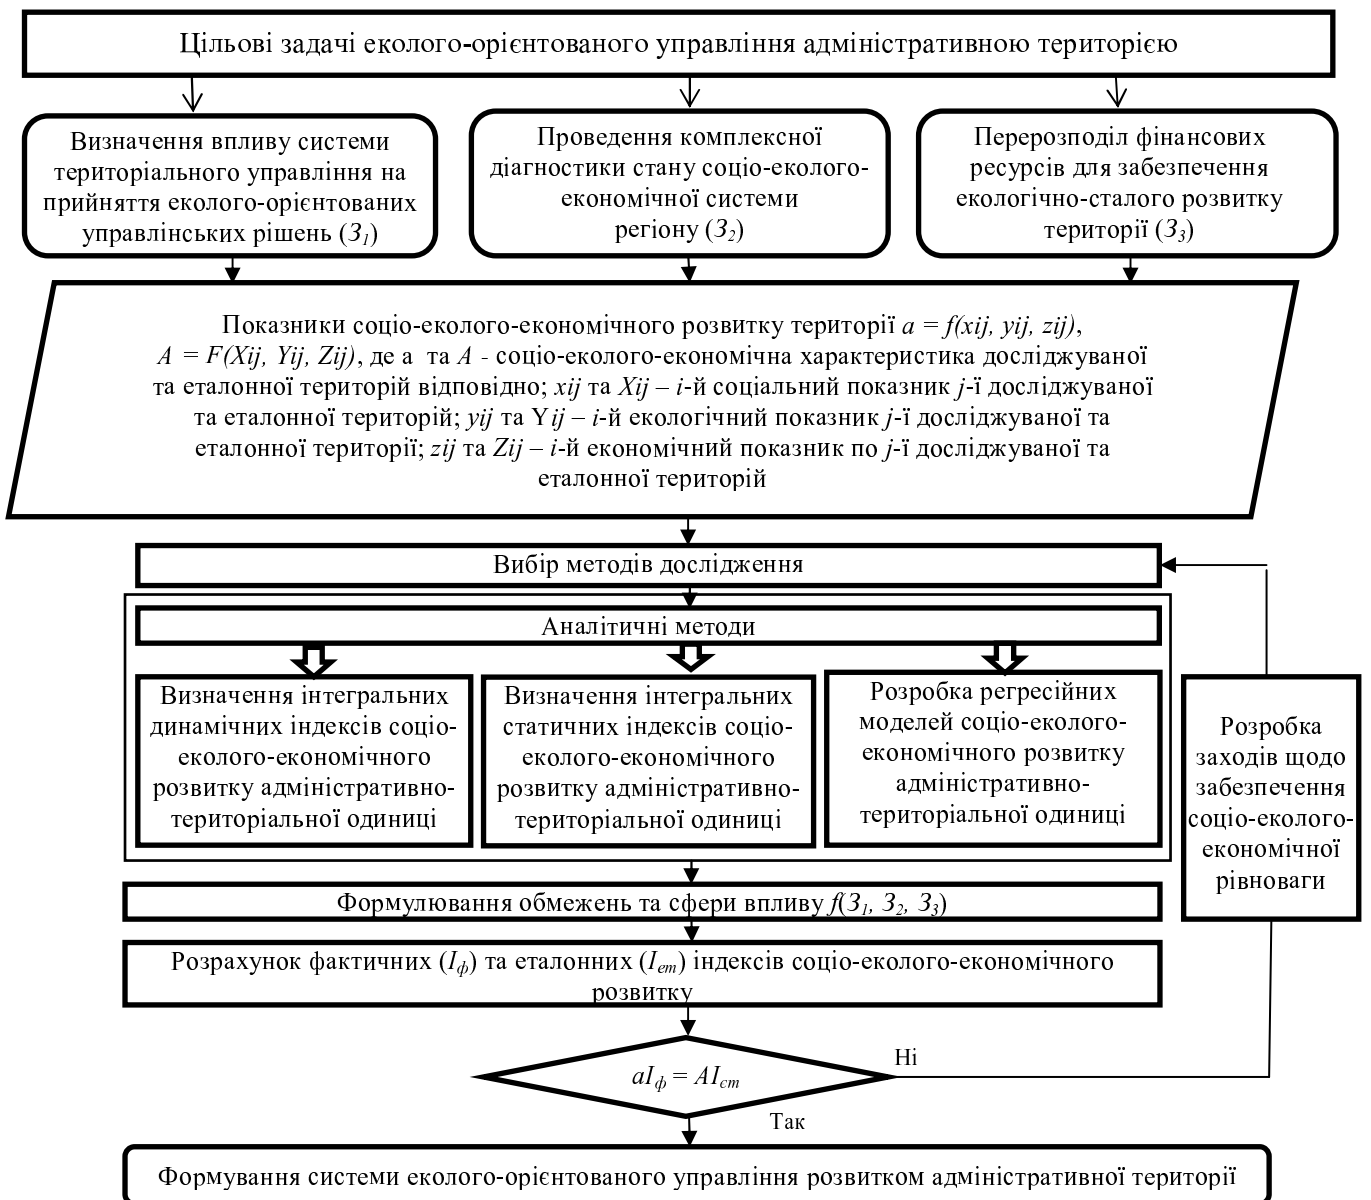 Цільові задачі еколого-орієнтованого управління адміністративною територією
Визначення впливу системи
територіального управління на
прийняття еколого-орієнтованих
управлінських рішень (З₁)
Проведення комплексної
діагностики стану соціо-еколого-
економічної системи
регіону (З₂)
Перерозподіл фінансових
ресурсів для забезпечення
екологічно-сталого розвитку
території (З₃)
Показники соціо-еколого-економічного розвитку території a = f(xij, yij, zij),
A = F(Xij, Yij, Zij), де а та A - соціо-еколого-економічна характеристика досліджуваної
та еталонної територій відповідно; xij та Xij – i-й соціальний показник j-ї досліджуваної
та еталонної територій; yij та Yij – i-й екологічний показник j-ї досліджуваної та
еталонної території; zij та Zij – i-й економічний показник по j-ї досліджуваної та
еталонної територій
Вибір методів дослідження
Аналітичні методи
Визначення інтегральних
динамічних індексів соціо-
еколого-економічного
розвитку адміністративно-
територіальної одиниці
Визначення інтегральних
статичних індексів соціо-
еколого-економічного
розвитку адміністративно-
територіальної одиниці
Розробка регресійних
моделей соціо-еколого-
економічного розвитку
адміністративно-
територіальної одиниці
Розробка
заходів щодо
забезпечення
соціо-еколого-
економічної
рівноваги
Формулювання обмежень та сфери впливу f(З₁, З₂, З₃)
Розрахунок фактичних (I_ф) та еталонних (I_ет) індексів соціо-еколого-економічного
розвитку
aI_ф = AI_ст
Ні
Так
Формування системи еколого-орієнтованого управління розвитком адміністративної території